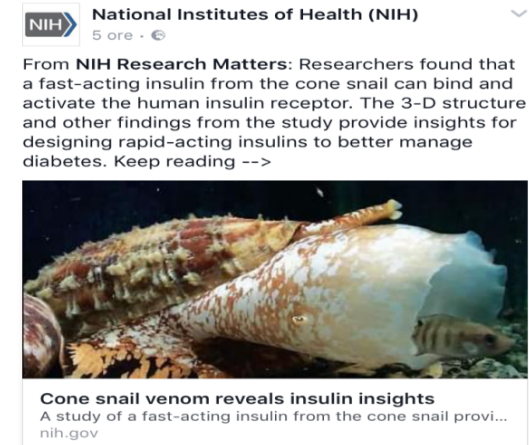 NIH
National Institutes of Health (NIH)
5 ore ·
From NIH Research Matters: Researchers found that
a fast-acting insulin from the cone snail can bind and
activate the human insulin receptor. The 3-D structure
and other findings from the study provide insights for
designing rapid-acting insulins to better manage
diabetes. Keep reading -->
Cone snail venom reveals insulin insights
A study of a fast-acting insulin from the cone snail provi...
nih.gov